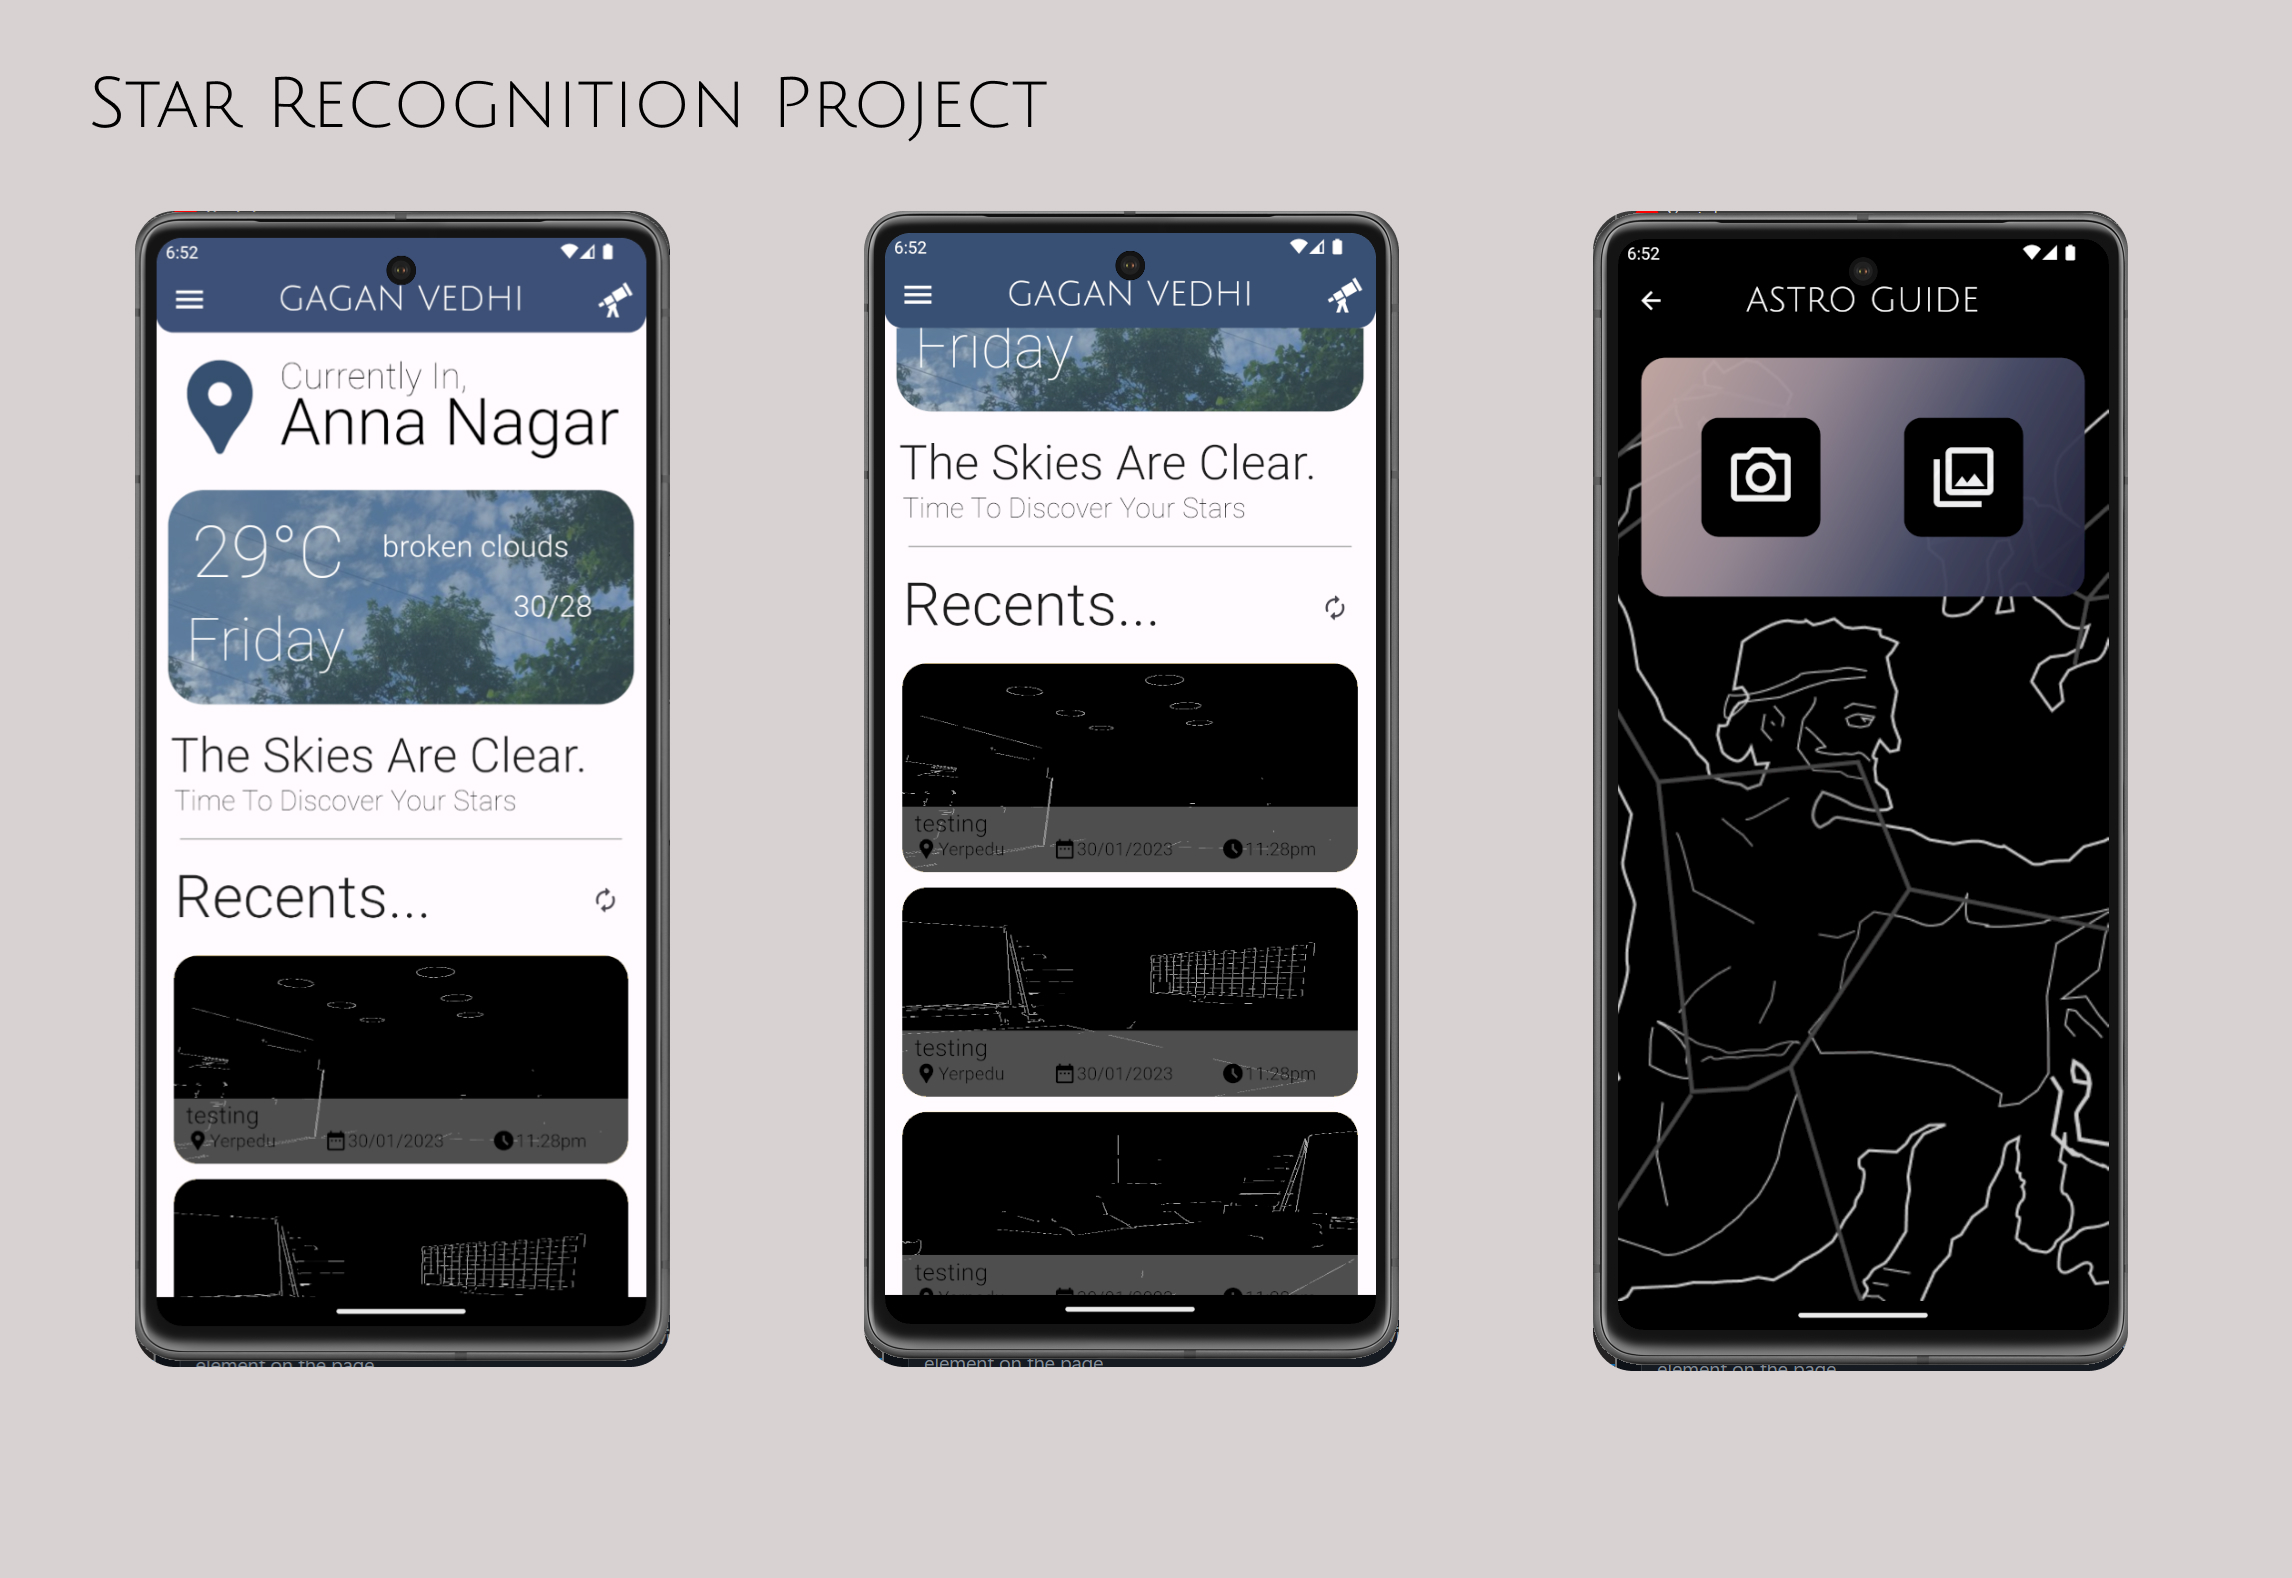 STAR RECOGNITION PROJECT
6:52
GAGAN VEDHI
Currently In,
Anna Nagar
29°C
broken clouds
30/28
Friday
The Skies Are Clear.
Time To Discover Your Stars
Recents...
testing
Yerpedu 30/01/2023 11:28pm
element on the page
6:52
GAGAN VEDHI
Friday
The Skies Are Clear.
Time To Discover Your Stars
Recents...
testing
Yerpedu 30/01/2023 11:28pm
testing
Yerpedu 30/01/2023 11:28pm
testing
element on the page
6:52
ASTRO GUIDE
element on the page